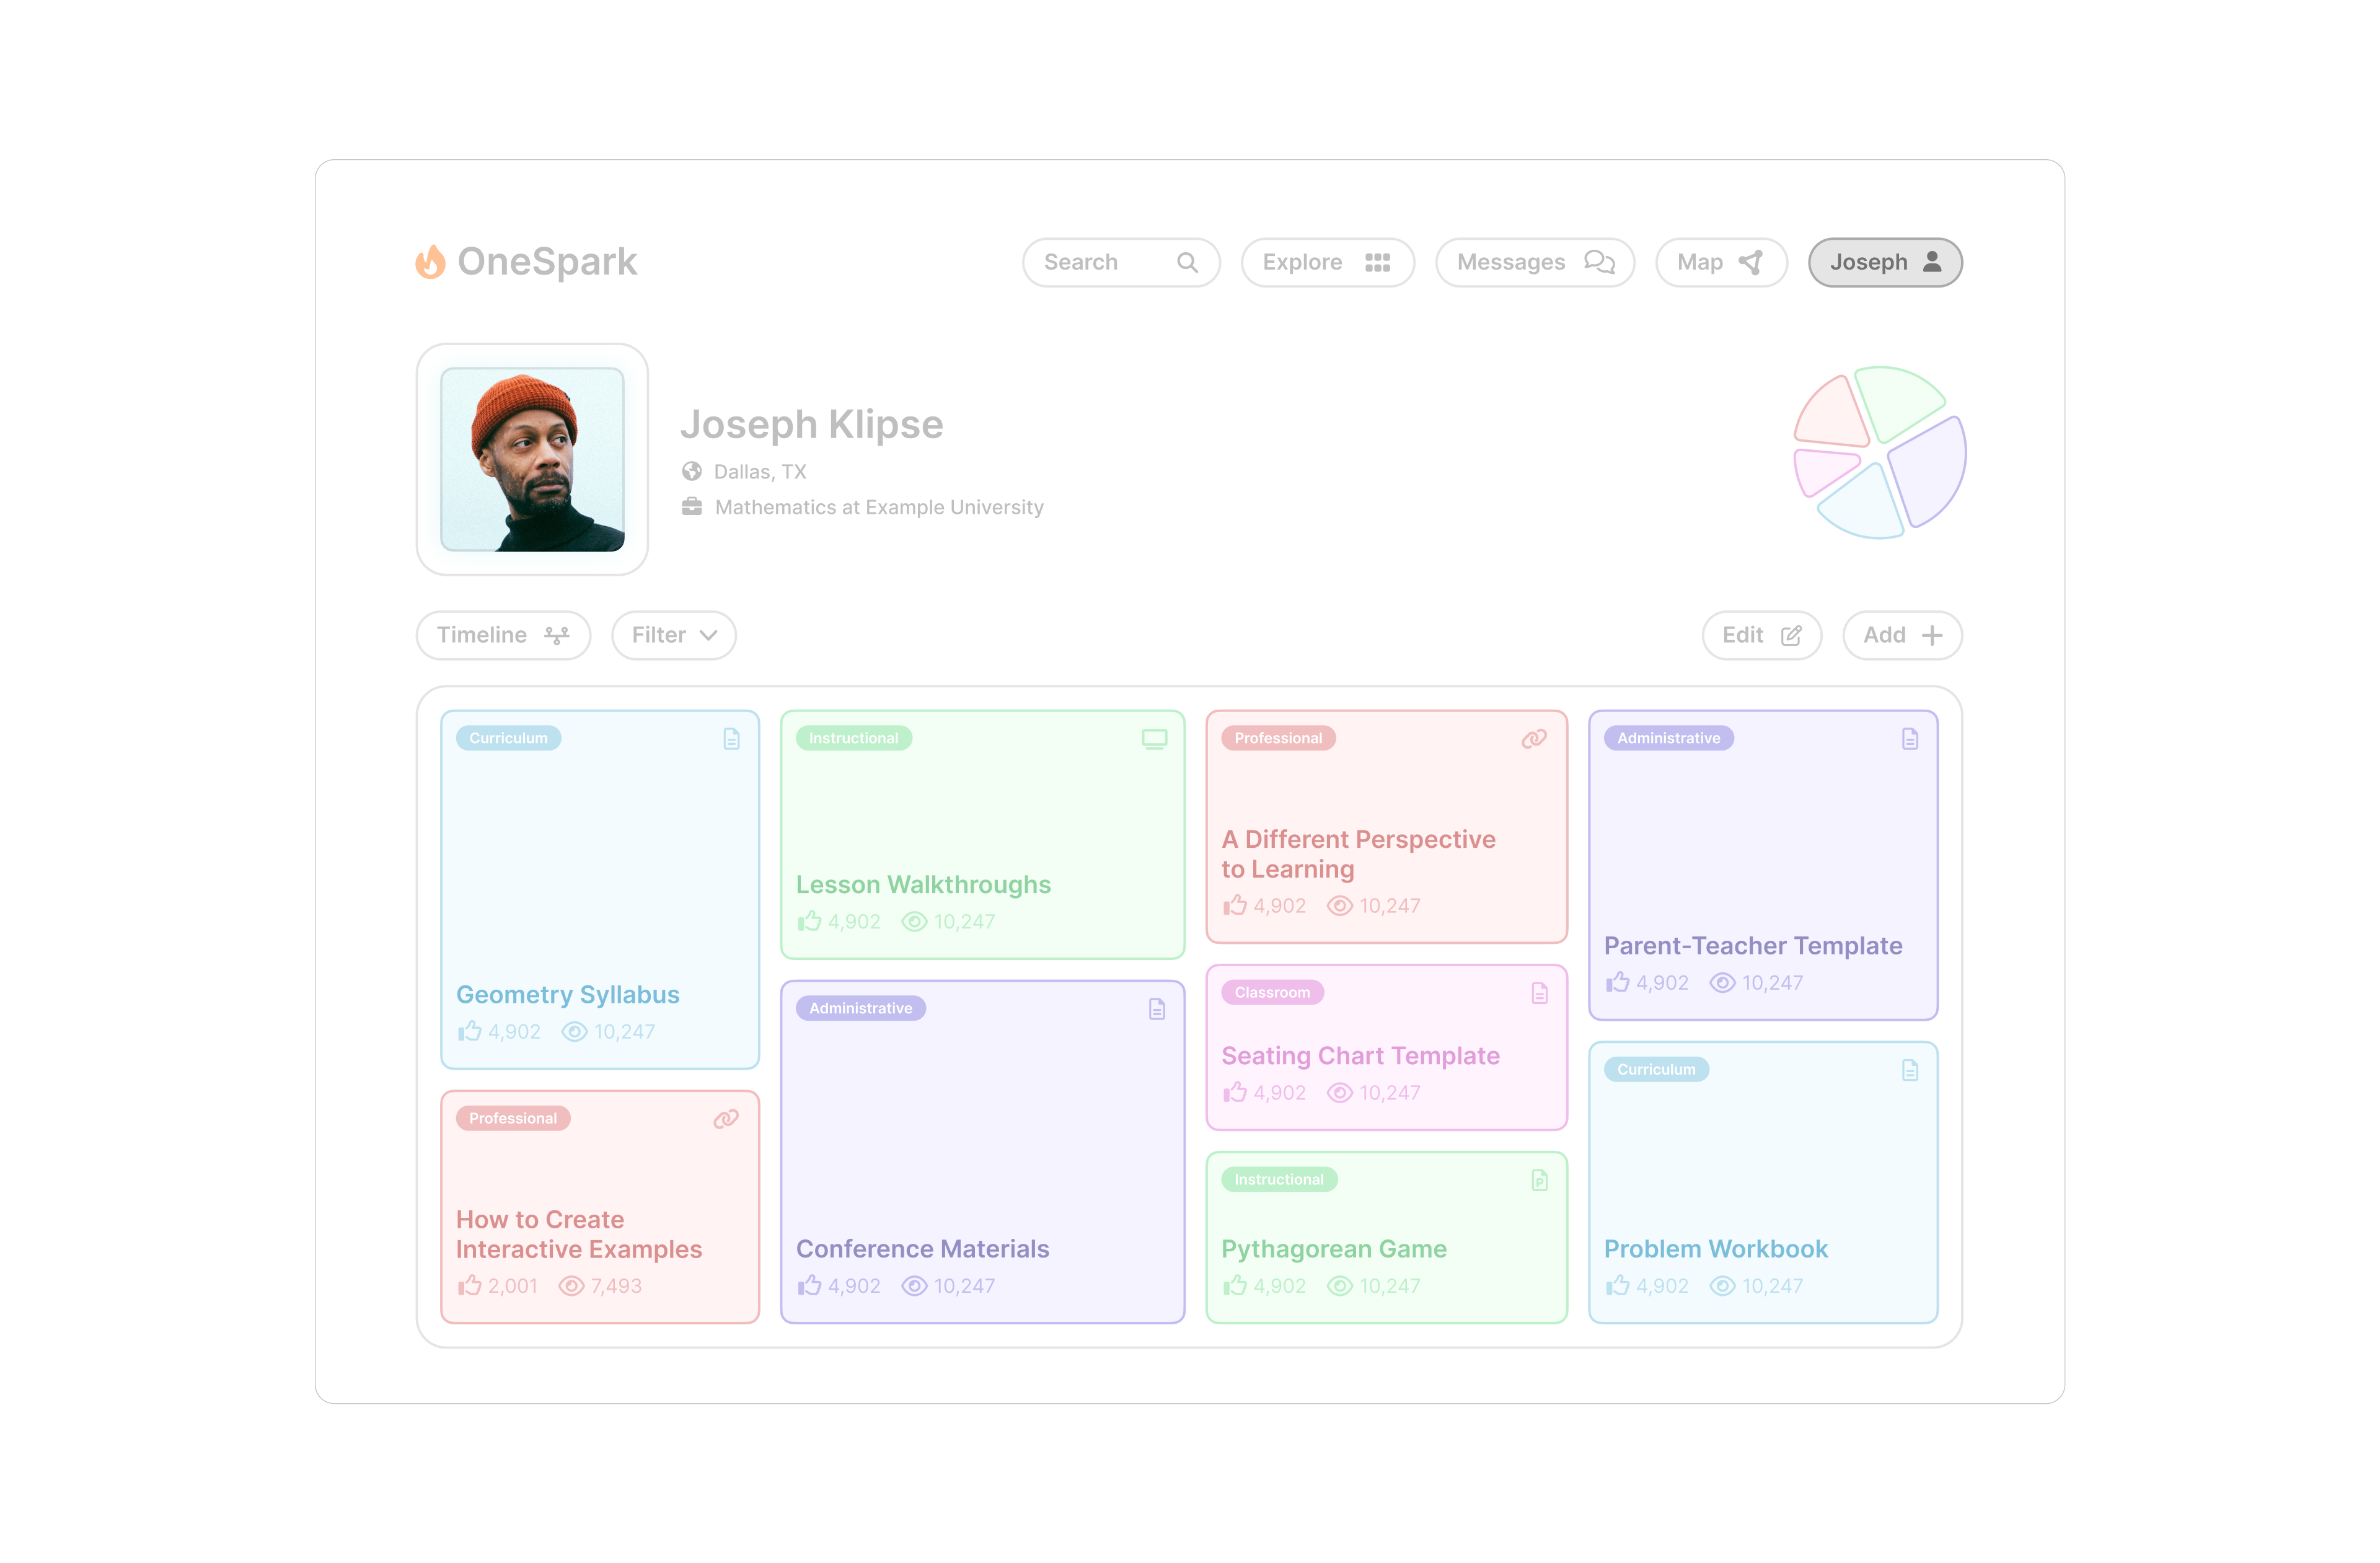 OneSpark
Search
Explore
Messages
Map
Joseph
Joseph Klipse
Dallas, TX
Mathematics at Example University
Timeline
Filter
Edit
Add
Curriculum
Geometry Syllabus
4,902 10,247
Professional
How to Create
Interactive Examples
2,001 7,493
Instructional
Lesson Walkthroughs
4,902 10,247
Administrative
Conference Materials
4,902 10,247
Professional
A Different Perspective
to Learning
4,902 10,247
Classroom
Seating Chart Template
4,902 10,247
Instructional
P
Pythagorean Game
4,902 10,247
Administrative
Parent-Teacher Template
4,902 10,247
Curriculum
Problem Workbook
4,902 10,247